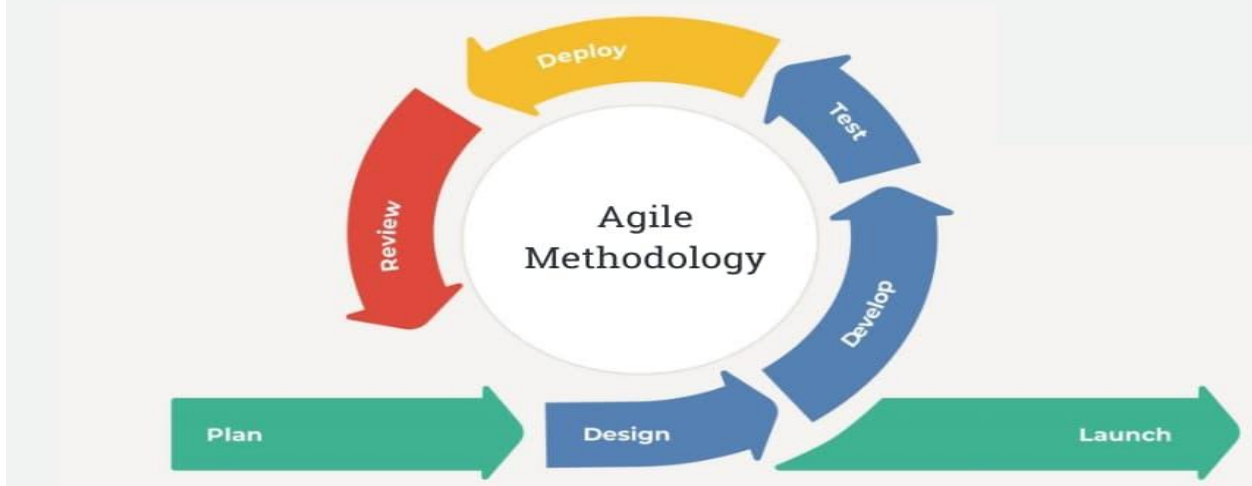 Deploy
Test
Review
Agile
Methodology
Develop
Plan
Design
Launch